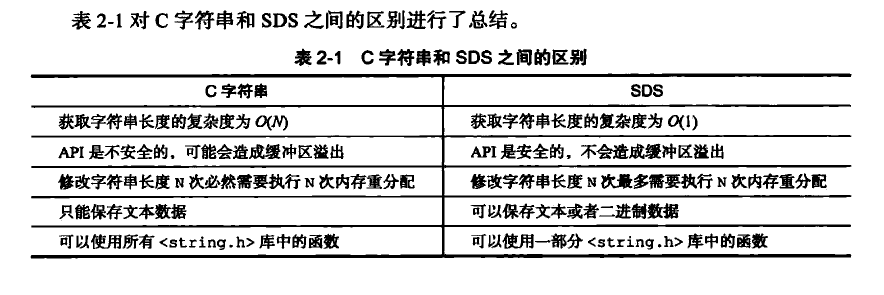 表 2-1 对 C 字符串和 SDS 之间的区别进行了总结。
表 2-1 C 字符串和 SDS 之间的区别
C 字符串 SDS
获取字符串长度的复杂度为 O(N) 获取字符串长度的复杂度为 O(1)
API 是不安全的，可能会造成缓冲区溢出 API 是安全的，不会造成缓冲区溢出
修改字符串长度 N 次必然需要执行 N 次内存重分配 修改字符串长度 N 次最多需要执行 N 次内存重分配
只能保存文本数据 可以保存文本或者二进制数据
可以使用所有 <string.h> 库中的函数 可以使用一部分 <string.h> 库中的函数